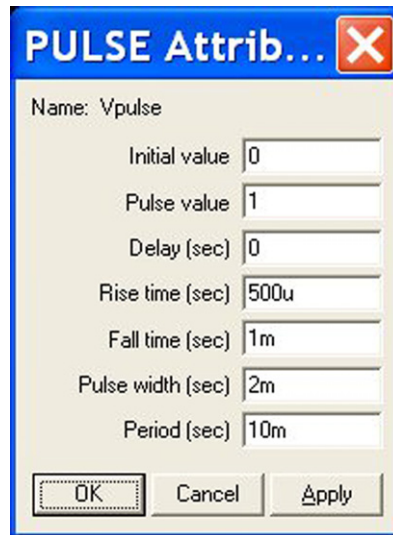 PULSE Attrib...
Name: Vpulse
Initial value 0
Pulse value 1
Delay (sec) 0
Rise time (sec) 500u
Fall time (sec) 1m
Pulse width (sec) 2m
Period (sec) 10m
OK Cancel Apply